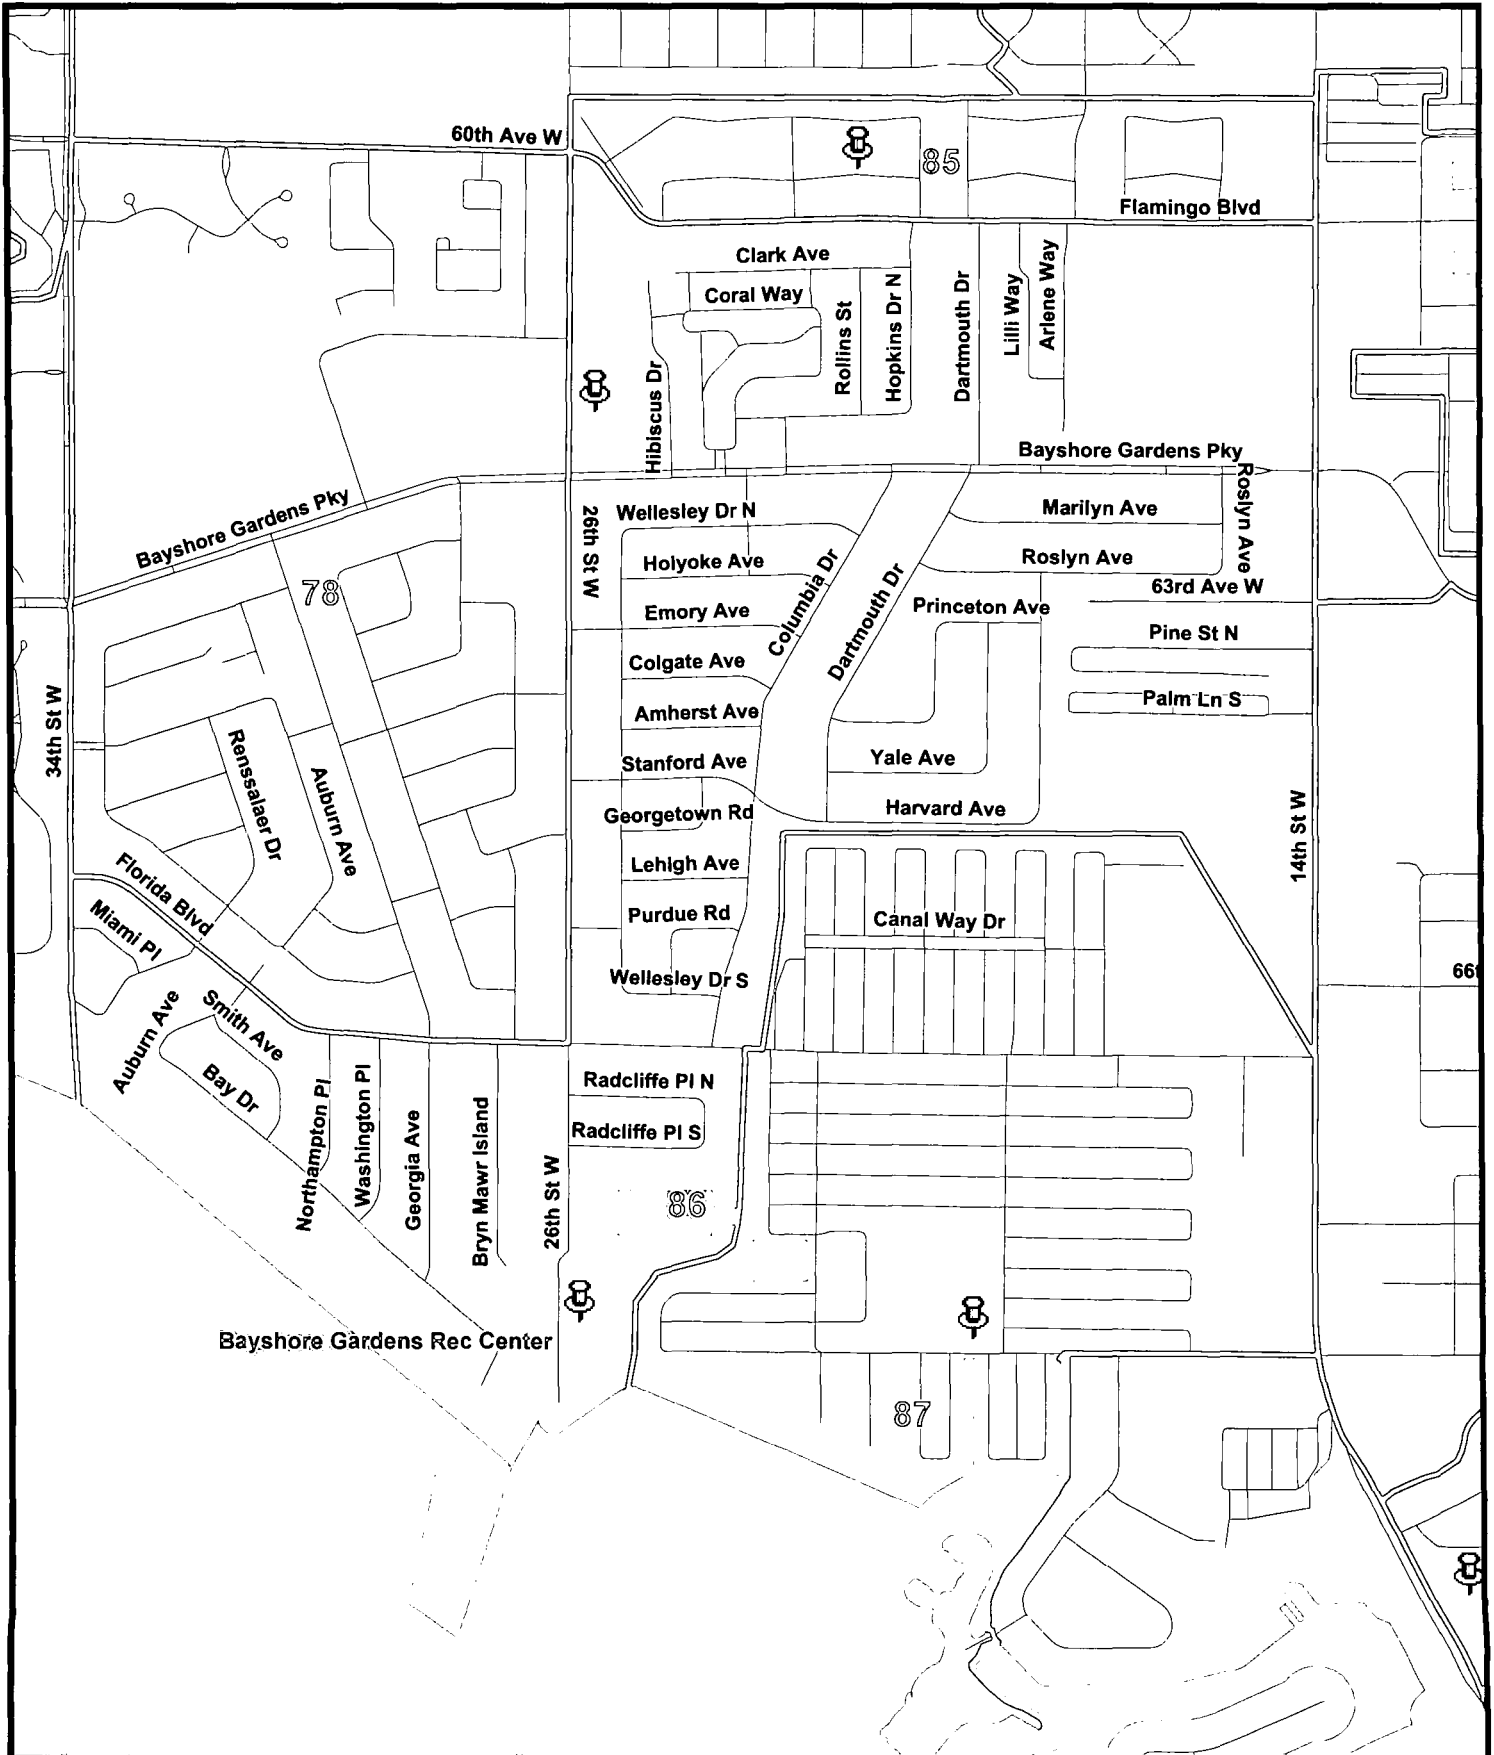 60th Ave W
85
Flamingo Blvd
Clark Ave
Coral Way
Rollins St
Hopkins Dr N
Dartmouth Dr
Lilli Way
Arlene Way
Hibiscus Dr
Bayshore Gardens Pky
Roslyn Ave
Bayshore Gardens Pky
26th St W
Wellesley Dr N
Marilyn Ave
Holyoke Ave
Columbia Dr
Dartmouth Dr
Roslyn Ave
78
63rd Ave W
Emory Ave
Princeton Ave
Pine St N
Colgate Ave
34th St W
Palm Ln S
Amherst Ave
Renssalaer Dr
Auburn Ave
Stanford Ave
Yale Ave
14th St W
Georgetown Rd
Harvard Ave
Florida Blvd
Lehigh Ave
Miami Pl
Purdue Rd
Canal Way Dr
Wellesley Dr S
66t
Auburn Ave
Smith Ave
Bay Dr
Northampton Pl
Washington Pl
Georgia Ave
Bryn Mawr Island
26th St W
Radcliffe Pl N
Radcliffe Pl S
86
Bayshore Gardens Rec Center
87